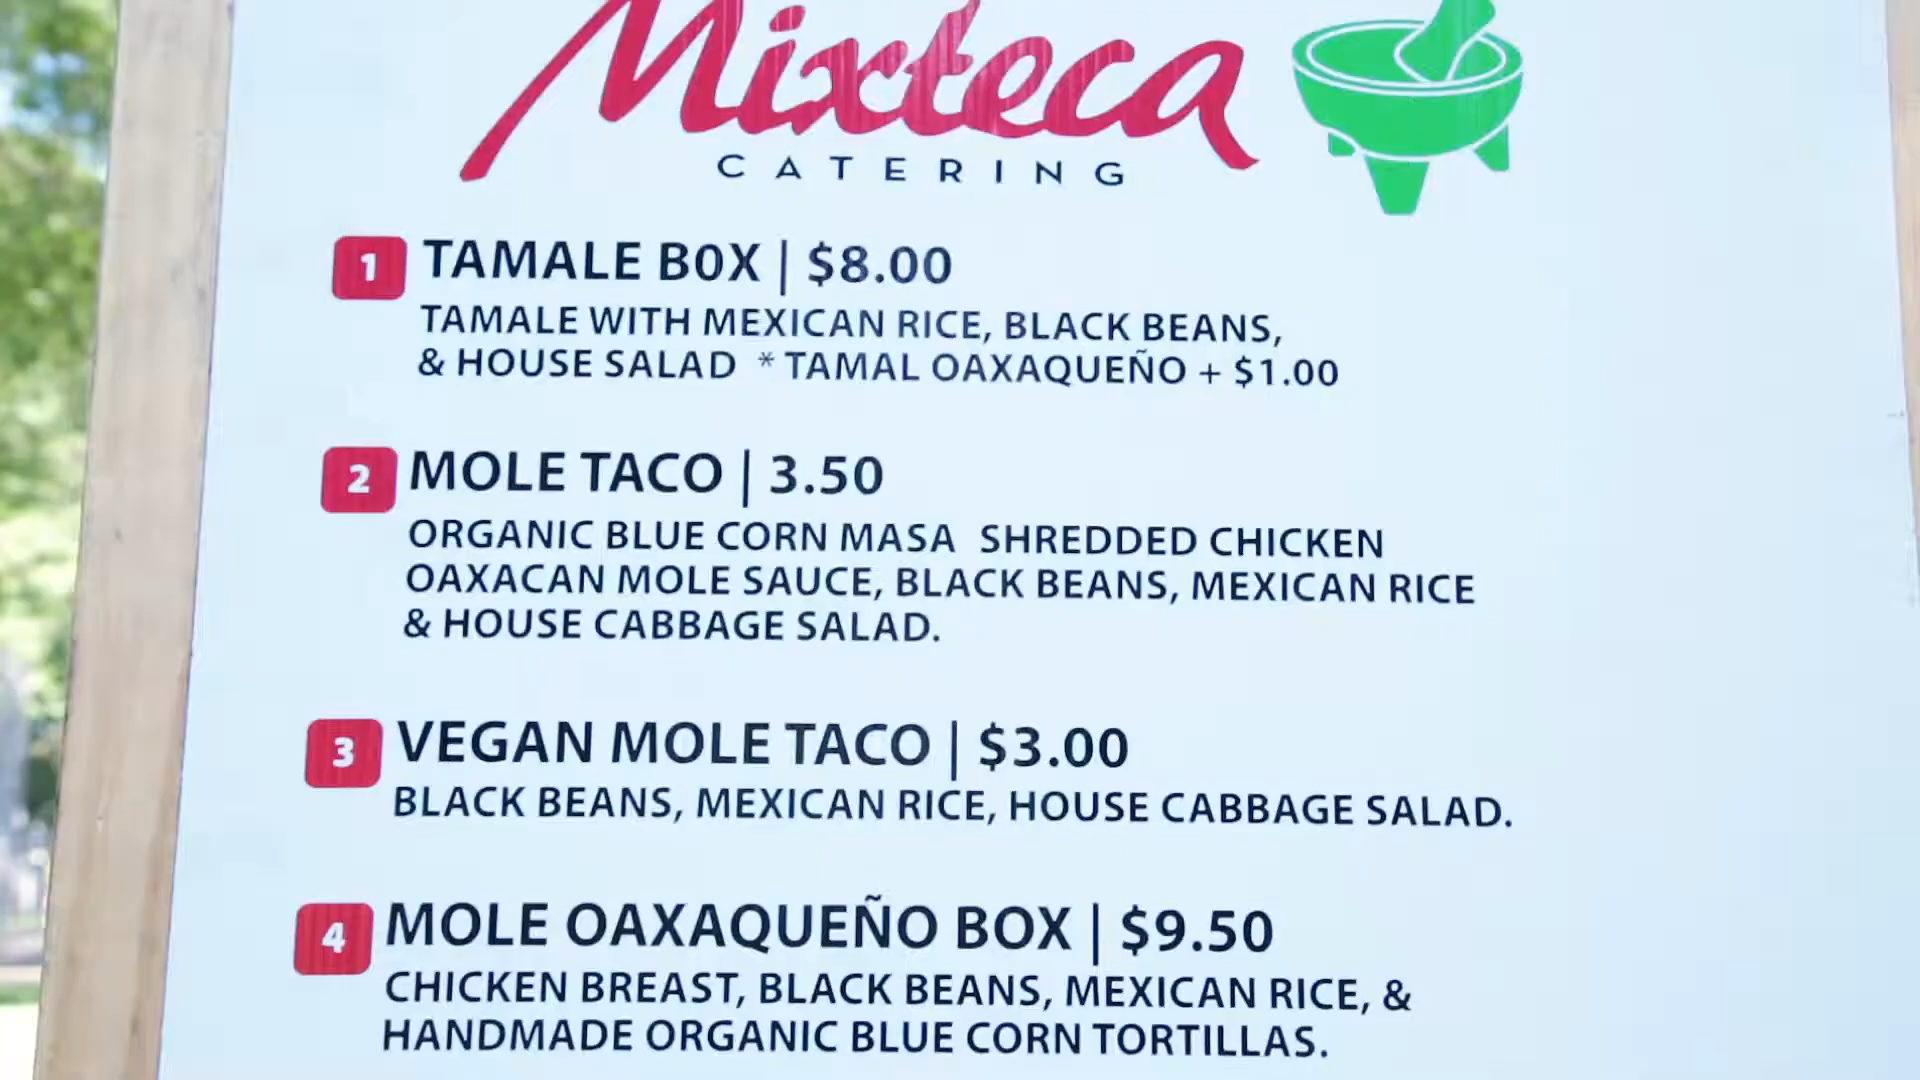 Mixteca
CATERING
1 TAMALE BOX | $8.00
TAMALE WITH MEXICAN RICE, BLACK BEANS,
& HOUSE SALAD * TAMAL OAXAQUEÑO + $1.00
2 MOLE TACO | 3.50
ORGANIC BLUE CORN MASA SHREDDED CHICKEN
OAXACAN MOLE SAUCE, BLACK BEANS, MEXICAN RICE
& HOUSE CABBAGE SALAD.
3 VEGAN MOLE TACO | $3.00
BLACK BEANS, MEXICAN RICE, HOUSE CABBAGE SALAD.
4 MOLE OAXAQUEÑO BOX | $9.50
CHICKEN BREAST, BLACK BEANS, MEXICAN RICE, &
HANDMADE ORGANIC BLUE CORN TORTILLAS.